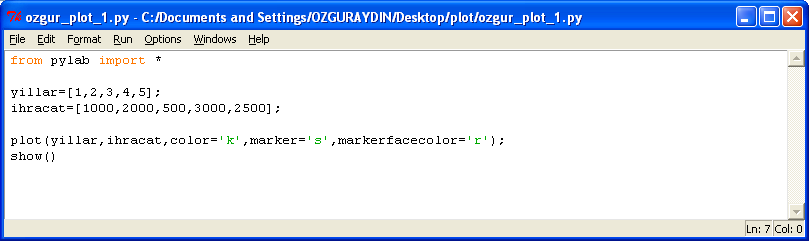 ozgur_plot_1.py - C:/Documents and Settings/OZGURAYDIN/Desktop/plot/ozgur_plot_1.py
File Edit Format Run Options Windows Help
from pylab import *
yillar=[1,2,3,4,5];
ihracat=[1000,2000,500,3000,2500];
plot(yillar,ihracat,color='k',marker='s',markerfacecolor='r');
show()
Ln: 7 Col: 0